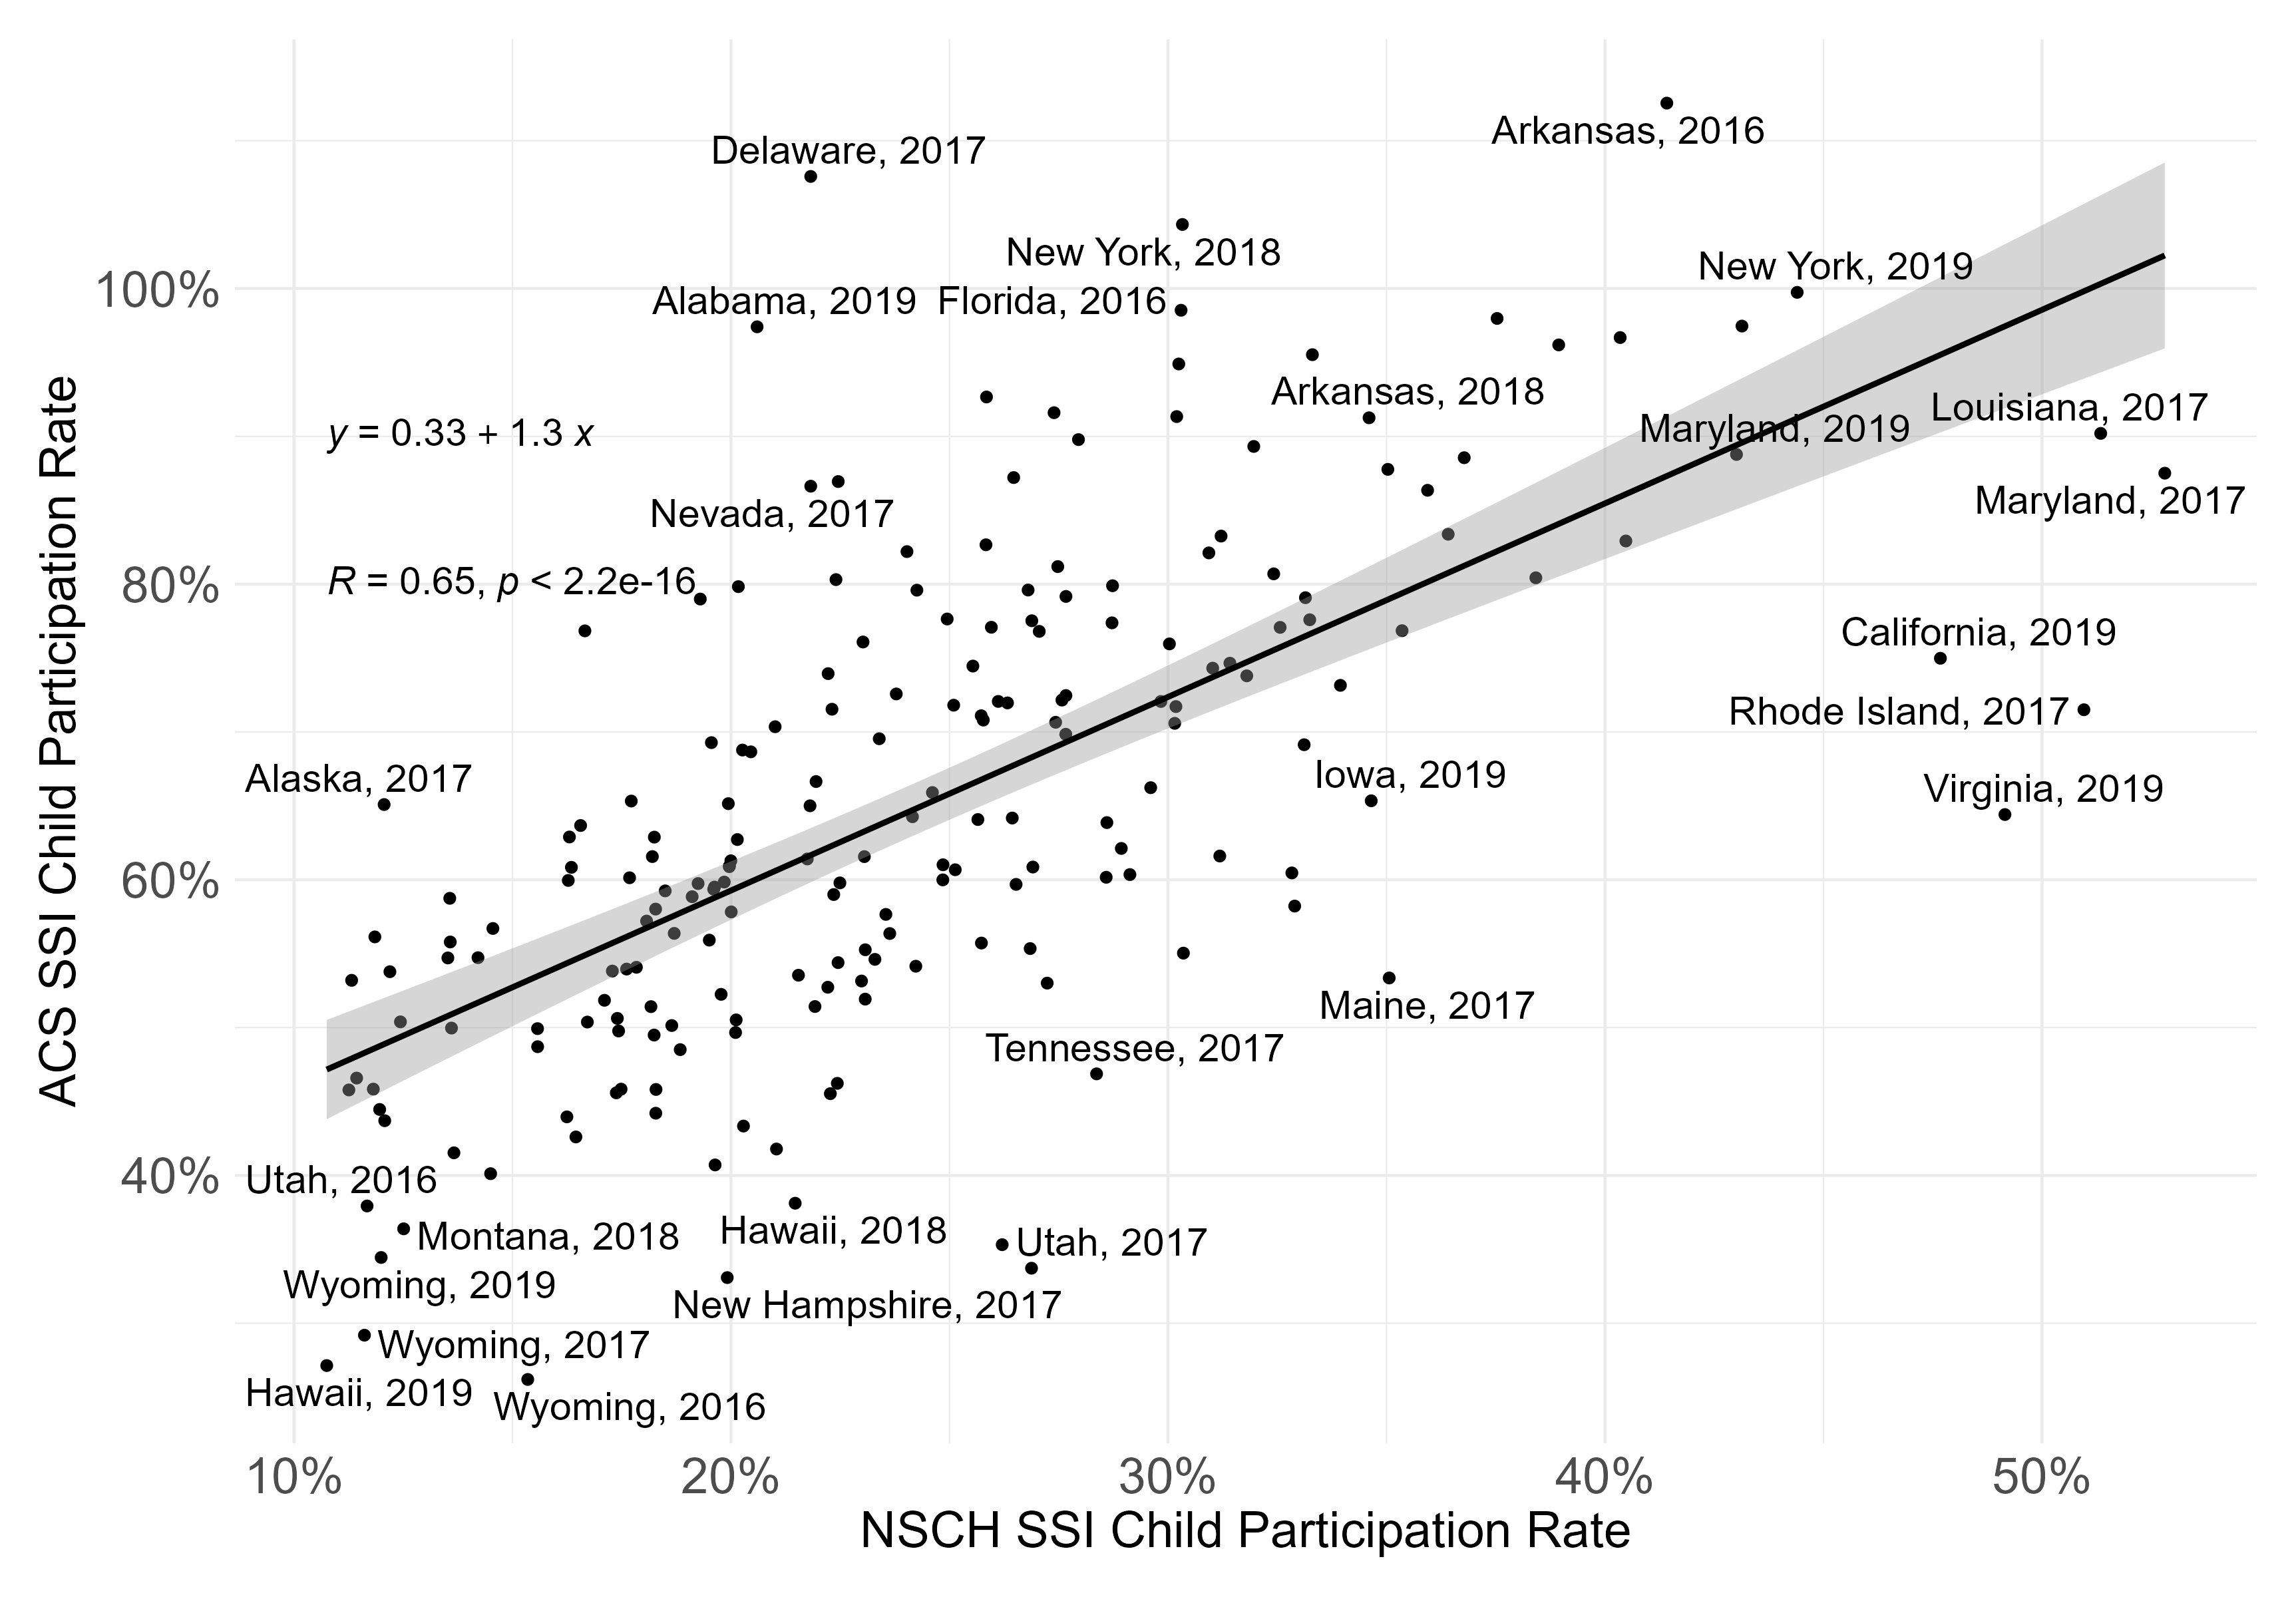 Arkansas, 2016
Delaware, 2017
New York, 2018
New York, 2019
100%
Alabama, 2019
Florida, 2016
Arkansas, 2018
Louisiana, 2017
Maryland, 2019
y = 0.33 + 1.3 x
Maryland, 2017
Nevada, 2017
80%
R = 0.65, p < 2.2e-16
California, 2019
Rhode Island, 2017
Alaska, 2017
Iowa, 2019
Virginia, 2019
ACS SSI Child Participation Rate
60%
Maine, 2017
Tennessee, 2017
40%
Utah, 2016
Montana, 2018
Hawaii, 2018
Utah, 2017
Wyoming, 2019
New Hampshire, 2017
Wyoming, 2017
Hawaii, 2019
Wyoming, 2016
10%
20%
30%
40%
50%
NSCH SSI Child Participation Rate